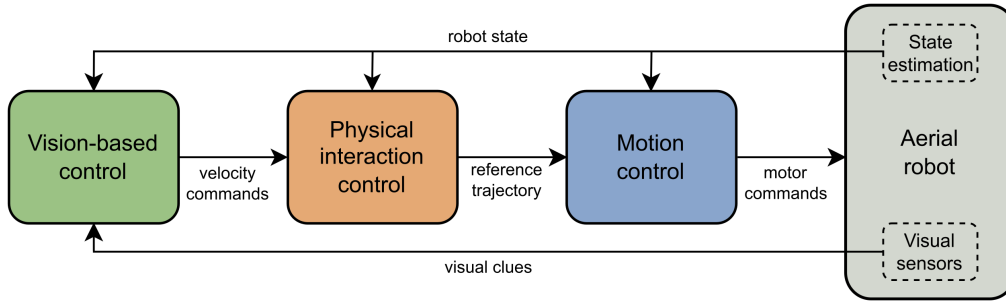 robot state
State
estimation
Vision-based
control
velocity
commands
Physical
interaction
control
reference
trajectory
Motion
control
motor
commands
Aerial
robot
Visual
sensors
visual clues